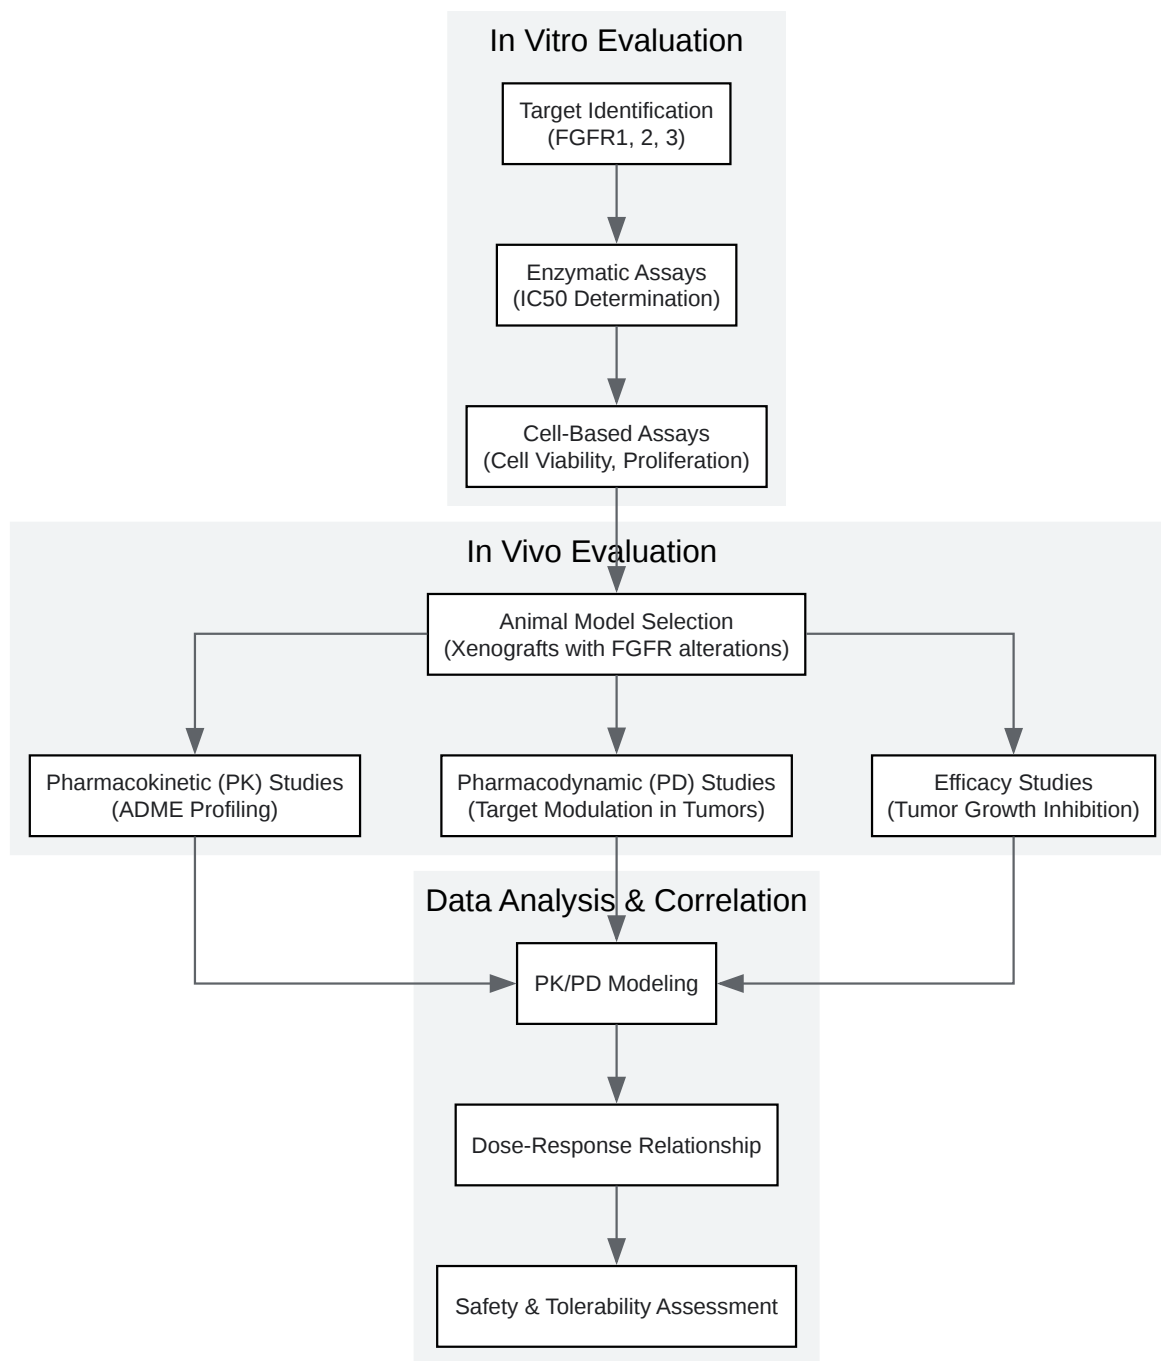 In Vitro Evaluation
Target Identification
(FGFR1, 2, 3)
Enzymatic Assays
(IC50 Determination)
Cell-Based Assays
(Cell Viability, Proliferation)
In Vivo Evaluation
Animal Model Selection
(Xenografts with FGFR alterations)
Pharmacokinetic (PK) Studies
(ADME Profiling)
Pharmacodynamic (PD) Studies
(Target Modulation in Tumors)
Efficacy Studies
(Tumor Growth Inhibition)
Data Analysis & Correlation
PK/PD Modeling
Dose-Response Relationship
Safety & Tolerability Assessment